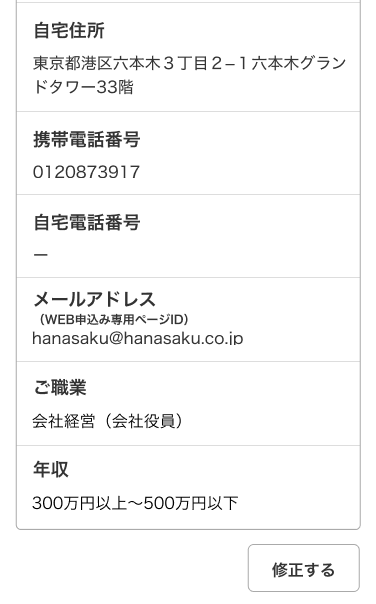 自宅住所
東京都港区六本木３丁目２−１六本木グラン
ドタワー33階
携帯電話番号
0120873917
自宅電話番号
ー
メールアドレス
（WEB申込み専用ページID）
hanasaku@hanasaku.co.jp
ご職業
会社経営（会社役員）
年収
300万円以上〜500万円以下
修正する